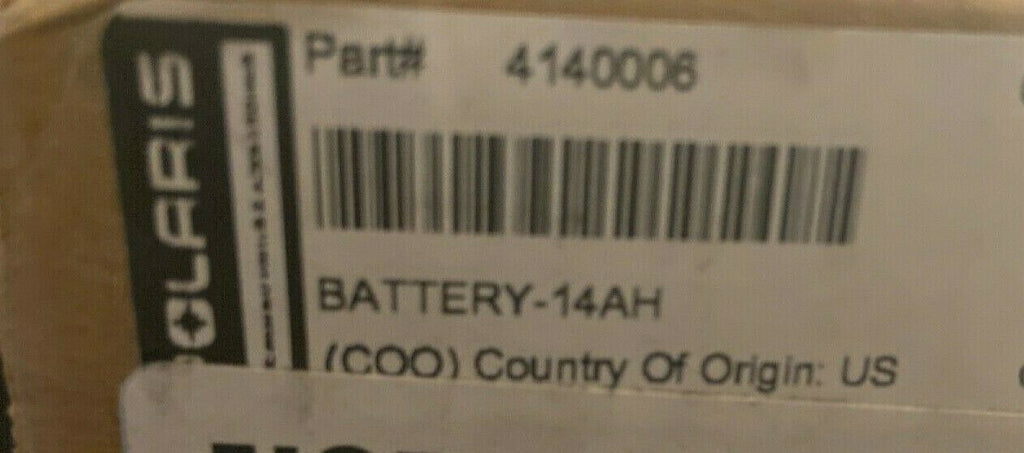 POLARIS
Part# 4140006
BATTERY-14AH
(COO) Country Of Origin: US